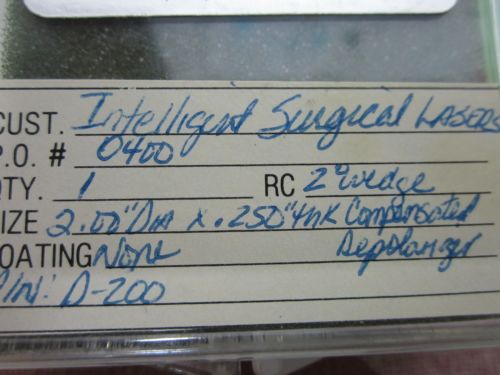 CUST. Intelligent Surgical LASERS
P.O. # 0400
QTY. 1 RC 2° wedge
SIZE 2.00" Dia x .250" thk Compensated
COATING None Depolarizer
P/N: D-200